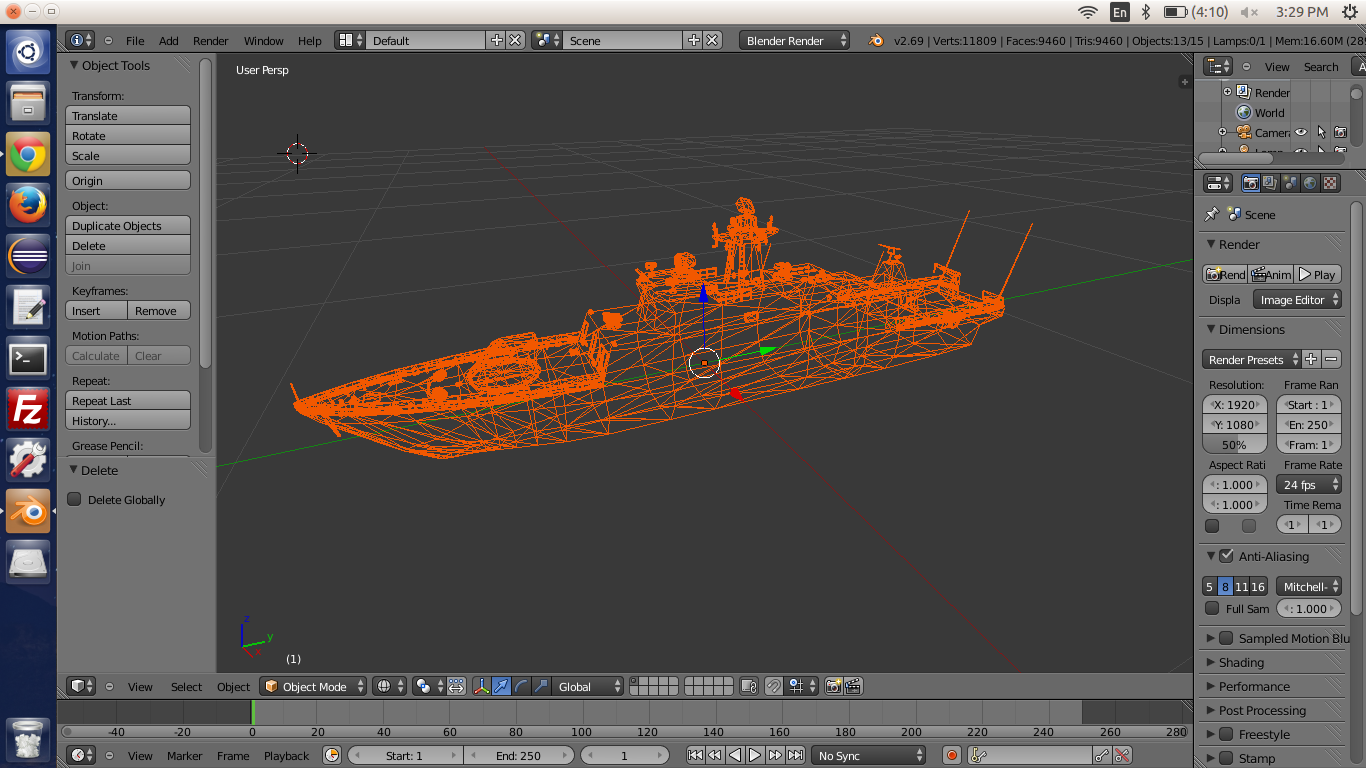 En (4:10) 3:29 PM
File Add Render Window Help Default Scene Blender Render v2.69 | Verts:11809 | Faces:9460 | Tris:9460 | Objects:13/15 | Lamps:0/1 | Mem:16.60M (28
Object Tools
Transform:
Translate
Rotate
Scale
Origin
Object:
Duplicate Objects
Delete
Join
Keyframes:
Insert Remove
Motion Paths:
Calculate Clear
Repeat:
Repeat Last
History...
Grease Pencil:
Delete
Delete Globally
User Persp
z
y
x
(1)
View Select Object Object Mode Global
-40 -20 0 20 40 60 80 100 120 140 160 180 200 220 240 260 280
View Marker Frame Playback Start: 1 End: 250 1 No Sync
View Search A
Render
World
Camer
Scene
Render
Rend Anim Play
Displa Image Editor
Dimensions
Render Presets
Resolution: Frame Ran
X: 1920 Start : 1
Y: 1080 En: 250
50% Fram: 1
Aspect Rati Frame Rate
: 1.000 24 fps
: 1.000 Time Rema
1 1
Anti-Aliasing
5 8 11 16 Mitchell-
Full Sam : 1.000
Sampled Motion Blu
Shading
Performance
Post Processing
Freestyle
Stamp